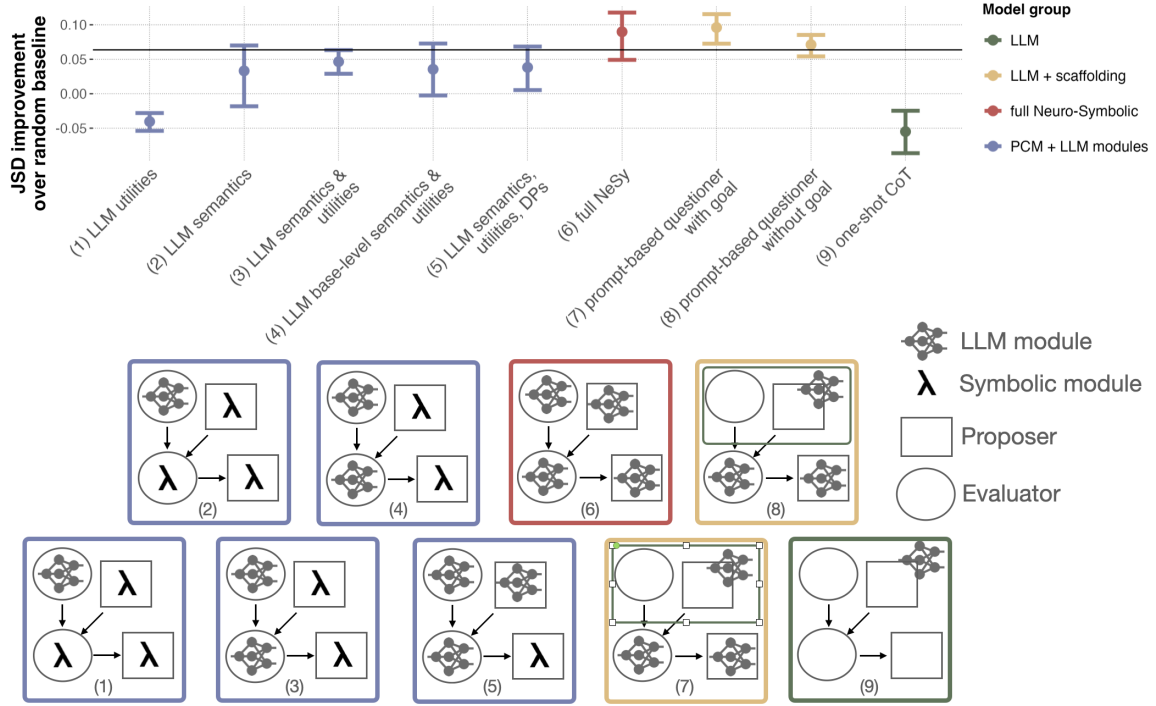 JSD improvement
over random baseline
0.10
0.05
0.00
-0.05
(1) LLM utilities
(2) LLM semantics
(3) LLM semantics &
utilities
(4) LLM base-level semantics &
utilities
(5) LLM semantics,
utilities, DPs
(6) full NeSy
(7) prompt-based questioner
with goal
(8) prompt-based questioner
without goal
(9) one-shot CoT
Model group
LLM
LLM + scaffolding
full Neuro-Symbolic
PCM + LLM modules
LLM module
λ Symbolic module
Proposer
Evaluator
λ
λ
λ
(2)
λ
λ
(4)
(6)
(8)
λ
λ
λ
(1)
λ
λ
(3)
λ
(5)
(7)
(9)